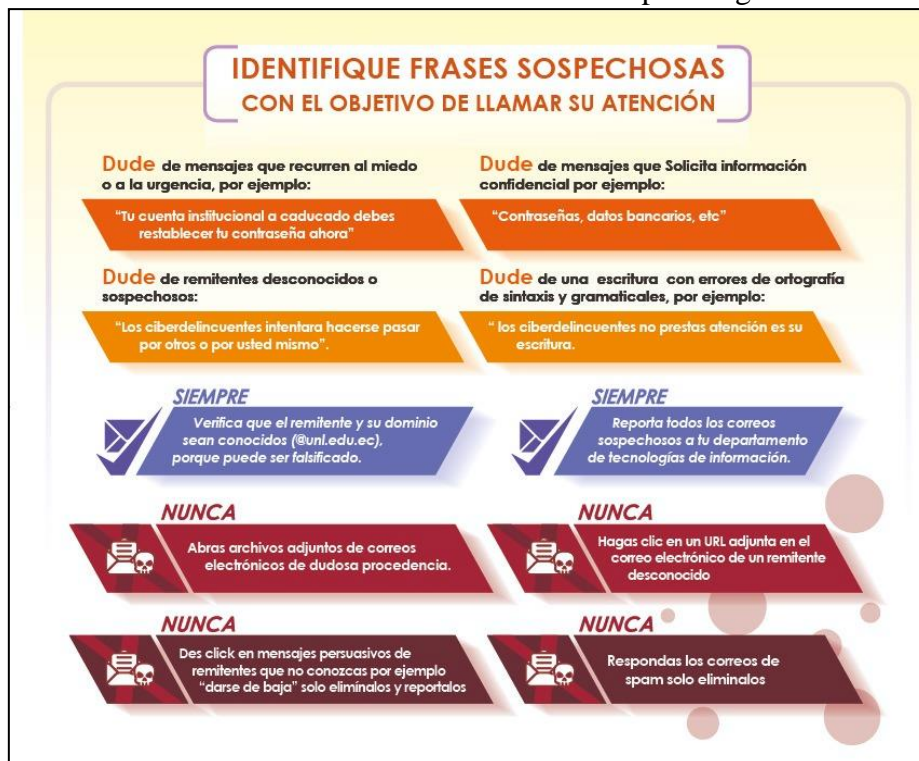 IDENTIFIQUE FRASES SOSPECHOSAS
CON EL OBJETIVO DE LLAMAR SU ATENCIÓN
Dude de mensajes que recurren al miedo
o a la urgencia, por ejemplo:
"Tu cuenta institucional a caducado debes
restablecer tu contraseña ahora"
Dude de mensajes que Solicita información
confidencial por ejemplo:
"Contraseñas, datos bancarios, etc"
Dude de remitentes desconocidos o
sospechosos:
"Los ciberdelincuentes intentara hacerse pasar
por otros o por usted mismo".
Dude de una escritura con errores de ortografía
de sintaxis y gramaticales, por ejemplo:
" los ciberdelincuentes no prestas atención es su
escritura.
SIEMPRE
Verifica que el remitente y su dominio
sean conocidos (@unl.edu.ec),
porque puede ser falsificado.
SIEMPRE
Reporta todos los correos
sospechosos a tu departamento
de tecnologías de información.
NUNCA
Abras archivos adjuntos de correos
electrónicos de dudosa procedencia.
NUNCA
Hagas clic en un URL adjunta en el
correo electrónico de un remitente
desconocido
NUNCA
Des click en mensajes persuasivos de
remitentes que no conozcas por ejemplo
"darse de baja" solo elimínalos y reportalos
NUNCA
Respondas los correos de
spam solo eliminalos